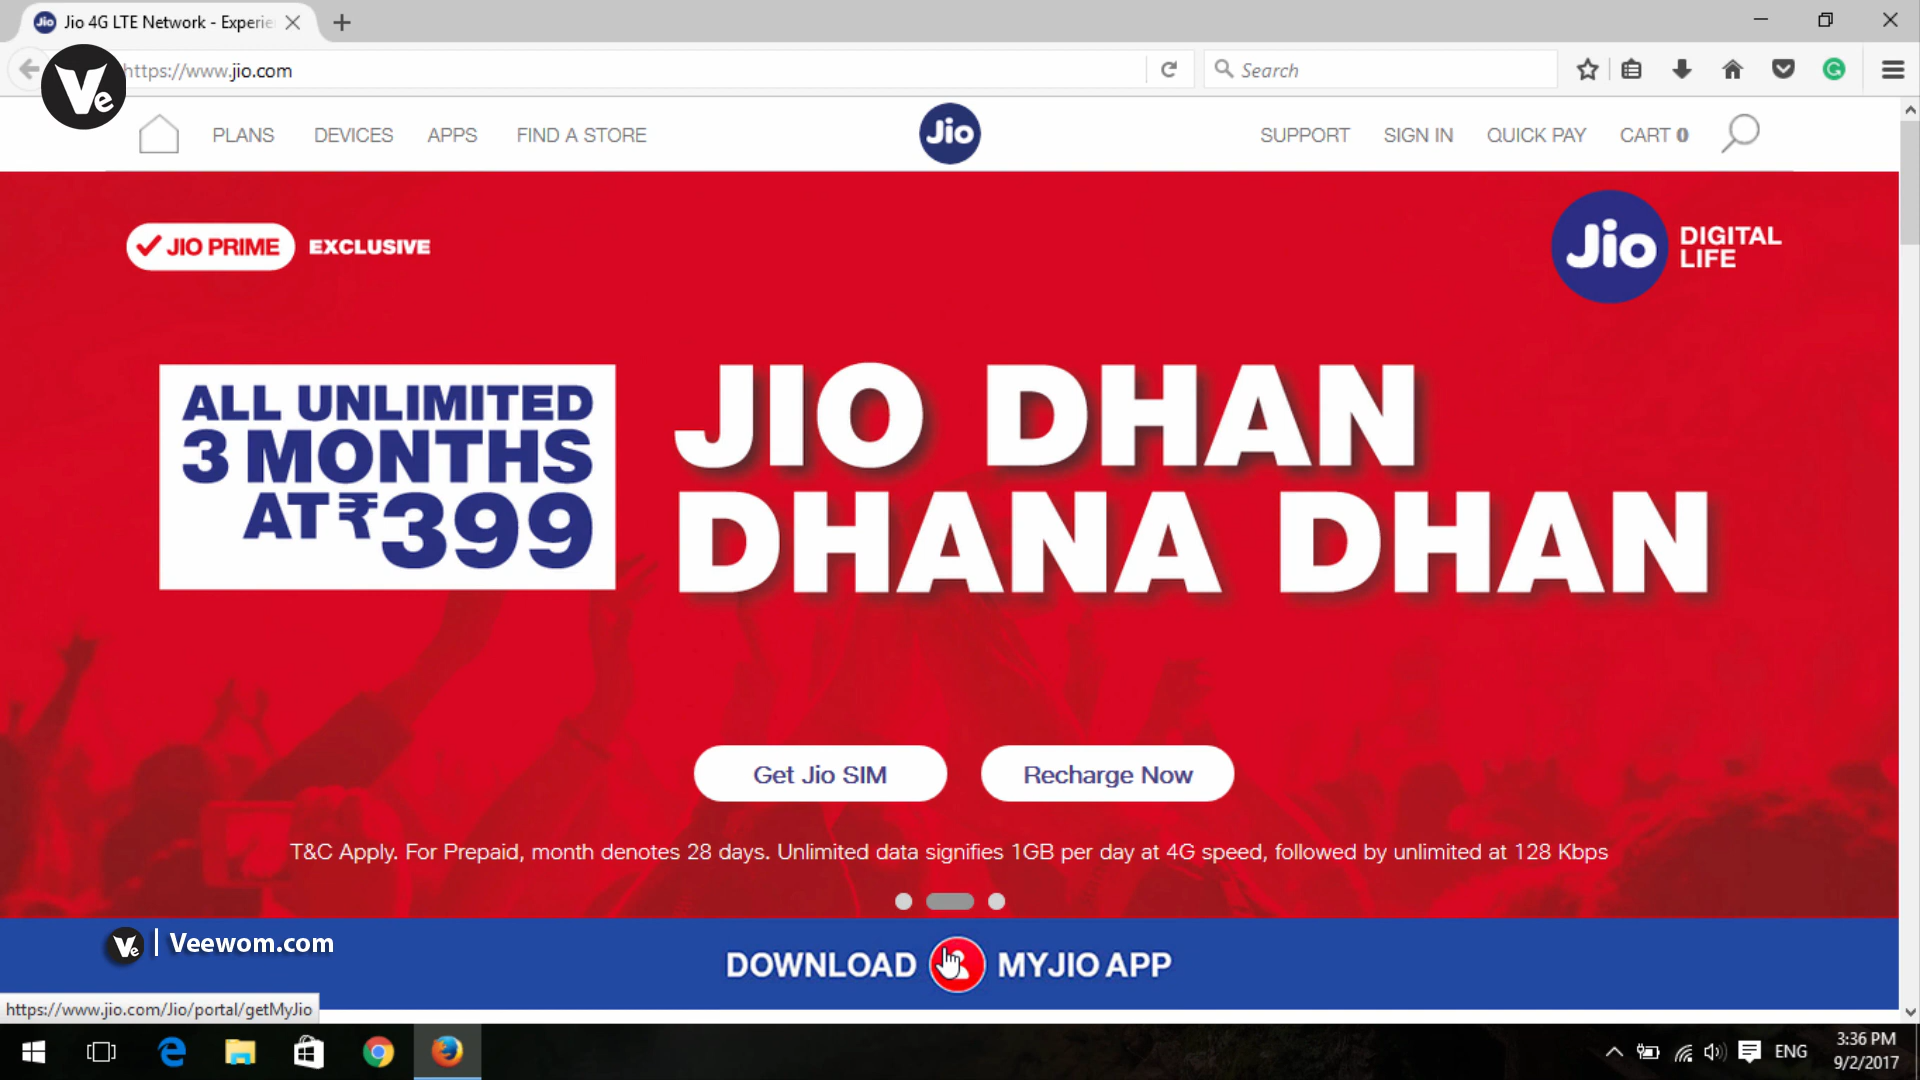 Jio
Jio 4G LTE Network - Experie
Ve
https://www.jio.com
Search
PLANS
DEVICES
APPS
FIND A STORE
Jio
SUPPORT
SIGN IN
QUICK PAY
CART 0
JIO PRIME
EXCLUSIVE
Jio
DIGITAL
LIFE
ALL UNLIMITED
3 MONTHS
AT ₹399
JIO DHAN
DHANA DHAN
Get Jio SIM
Recharge Now
T&C Apply. For Prepaid, month denotes 28 days. Unlimited data signifies 1GB per day at 4G speed, followed by unlimited at 128 Kbps
Ve | Veewom.com
DOWNLOAD MYJIO APP
https://www.jio.com/Jio/portal/getMyJio
ENG
3:36 PM
9/2/2017